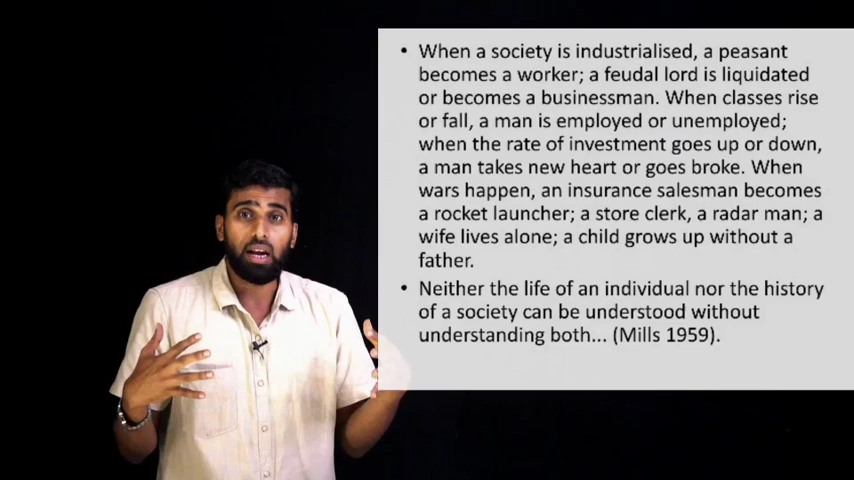 • When a society is industrialised, a peasant
becomes a worker; a feudal lord is liquidated
or becomes a businessman. When classes rise
or fall, a man is employed or unemployed;
when the rate of investment goes up or down,
a man takes new heart or goes broke. When
wars happen, an insurance salesman becomes
a rocket launcher; a store clerk, a radar man; a
wife lives alone; a child grows up without a
father.
• Neither the life of an individual nor the history
of a society can be understood without
understanding both... (Mills 1959).